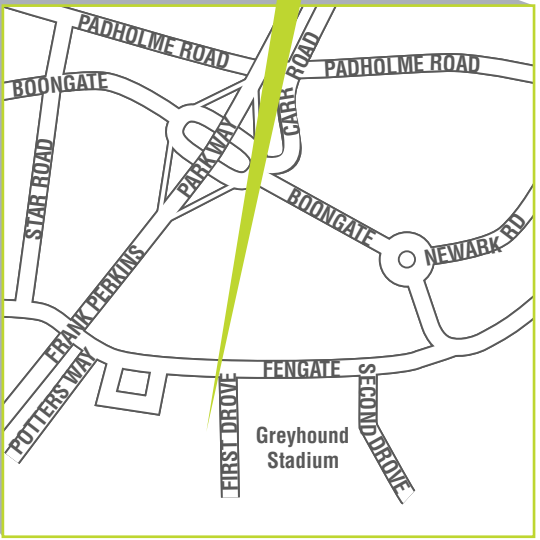 PADHOLME ROAD
PADHOLME ROAD
CARR ROAD
BOONGATE
PARKWAY
STAR ROAD
BOONGATE
NEWARK RD
FRANK PERKINS
POTTERS WAY
FENGATE
FIRST DROVE
SECOND DROVE
Greyhound
Stadium